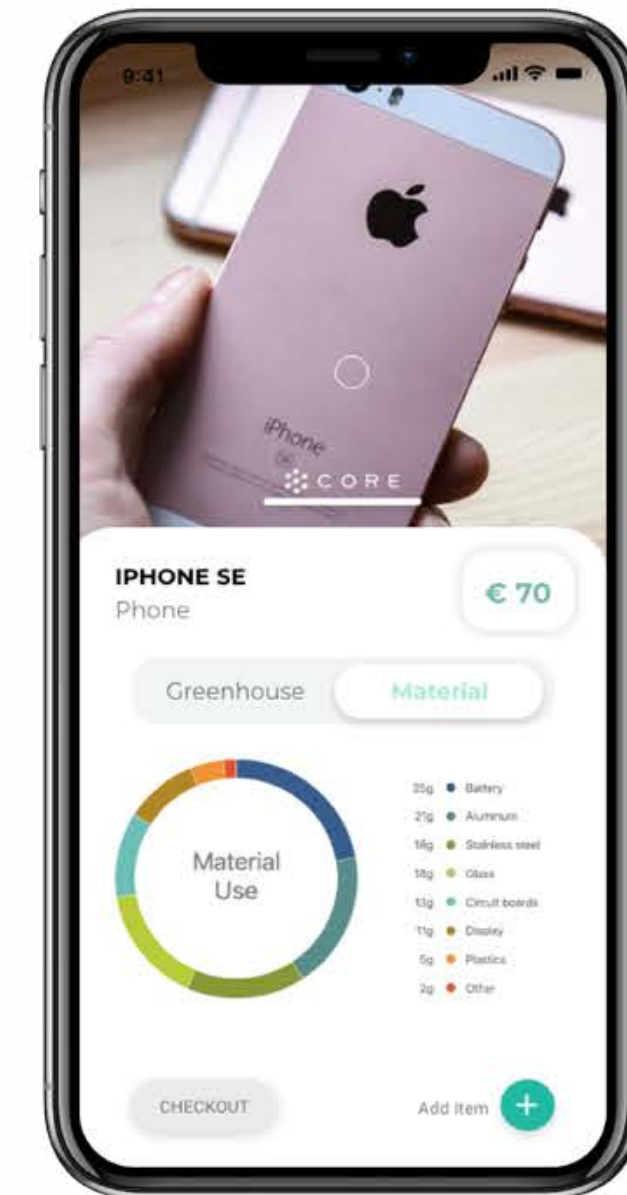 9:41
iPhone
SE
CORE
IPHONE SE
Phone
€ 70
Greenhouse
Material
Material
Use
25g Battery
21g Aluminum
18g Stainless steel
18g Glass
13g Circuit boards
11g Display
5g Plastics
2g Other
CHECKOUT
Add item